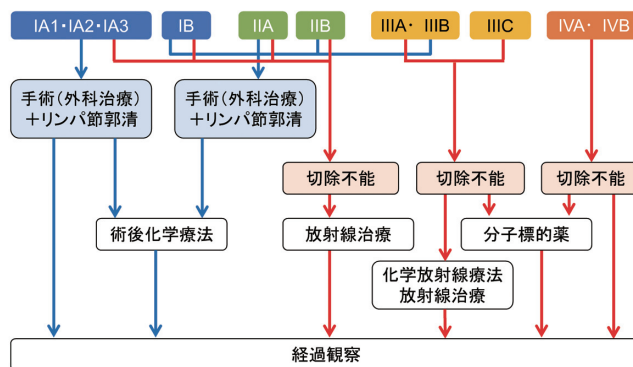 IA1・IA2・IA3
IB
IIA
IIB
IIIA・ IIIB
IIIC
IVA・ IVB
手術(外科治療)
+リンパ節郭清
手術(外科治療)
+リンパ節郭清
切除不能
切除不能
切除不能
術後化学療法
放射線治療
分子標的薬
化学放射線療法
放射線治療
経過観察